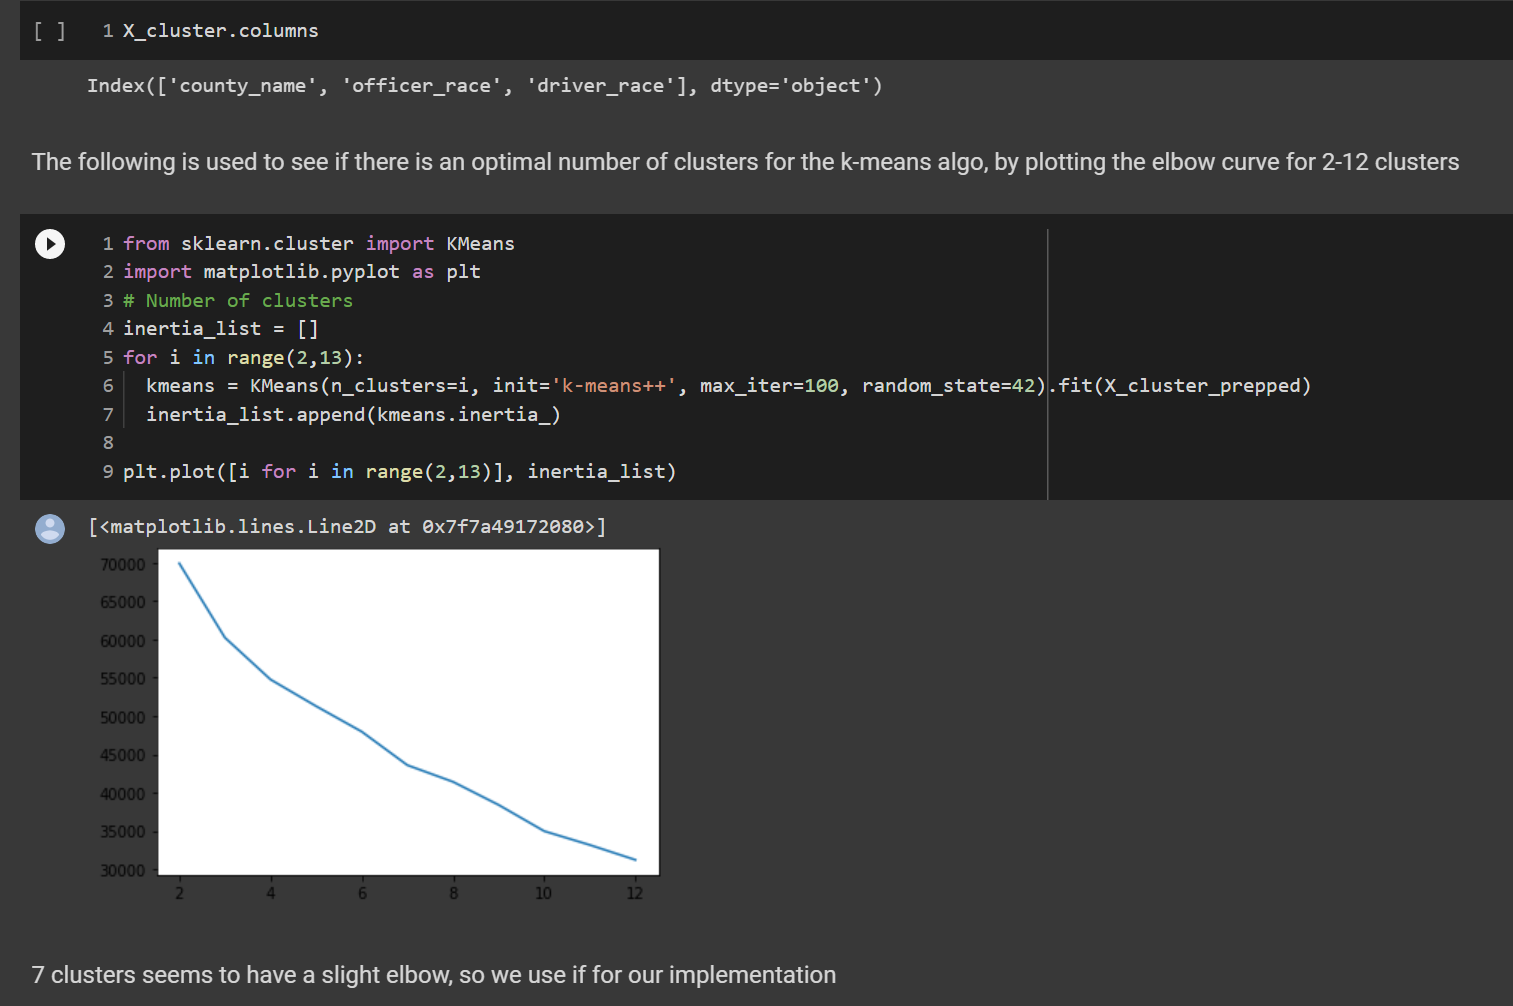 [ ] 1 X_cluster.columns
Index(['county_name', 'officer_race', 'driver_race'], dtype='object')
The following is used to see if there is an optimal number of clusters for the k-means algo, by plotting the elbow curve for 2-12 clusters
1 from sklearn.cluster import KMeans
2 import matplotlib.pyplot as plt
3 # Number of clusters
4 inertia_list = []
5 for i in range(2,13):
6   kmeans = KMeans(n_clusters=i, init='k-means++', max_iter=100, random_state=42).fit(X_cluster_prepped)
7   inertia_list.append(kmeans.inertia_)
8
9 plt.plot([i for i in range(2,13)], inertia_list)
[<matplotlib.lines.Line2D at 0x7f7a49172080>]
70000
65000
60000
55000
50000
45000
40000
35000
30000
2 4 6 8 10 12
7 clusters seems to have a slight elbow, so we use if for our implementation